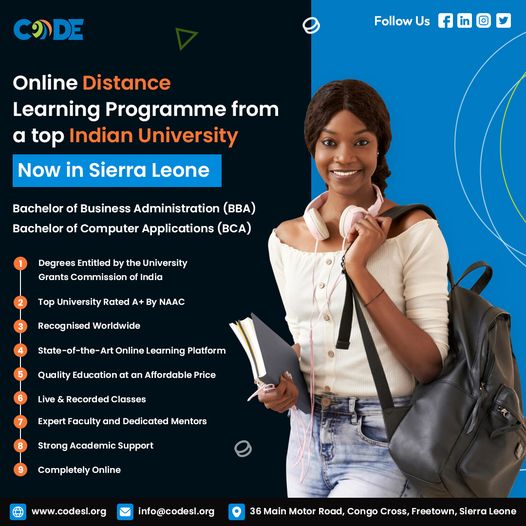 CODE
Follow Us
Online Distance
Learning Programme from
a top Indian University
Now in Sierra Leone
Bachelor of Business Administration (BBA)
Bachelor of Computer Applications (BCA)
1 Degrees Entitled by the University
Grants Commission of India
2 Top University Rated A+ By NAAC
3 Recognised Worldwide
4 State-of-the-Art Online Learning Platform
5 Quality Education at an Affordable Price
6 Live & Recorded Classes
7 Expert Faculty and Dedicated Mentors
8 Strong Academic Support
9 Completely Online
www.codesl.org info@codesl.org 36 Main Motor Road, Congo Cross, Freetown, Sierra Leone